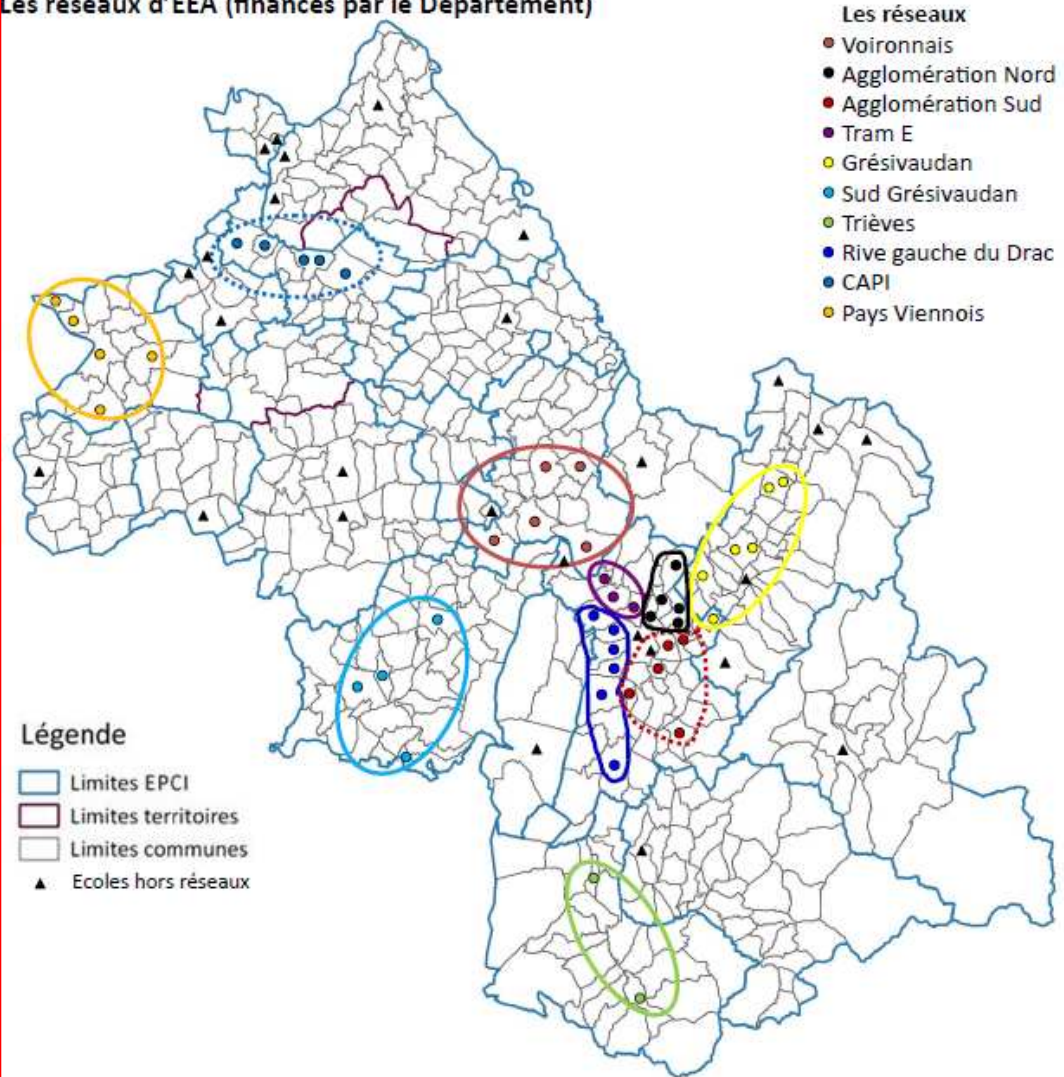 Les réseaux d'EEA (financés par le Département)
Les réseaux
Voironnais
Agglomération Nord
Agglomération Sud
Tram E
Grésivaudan
Sud Grésivaudan
Trièves
Rive gauche du Drac
CAPI
Pays Viennois
Légende
Limites EPCI
Limites territoires
Limites communes
Ecoles hors réseaux